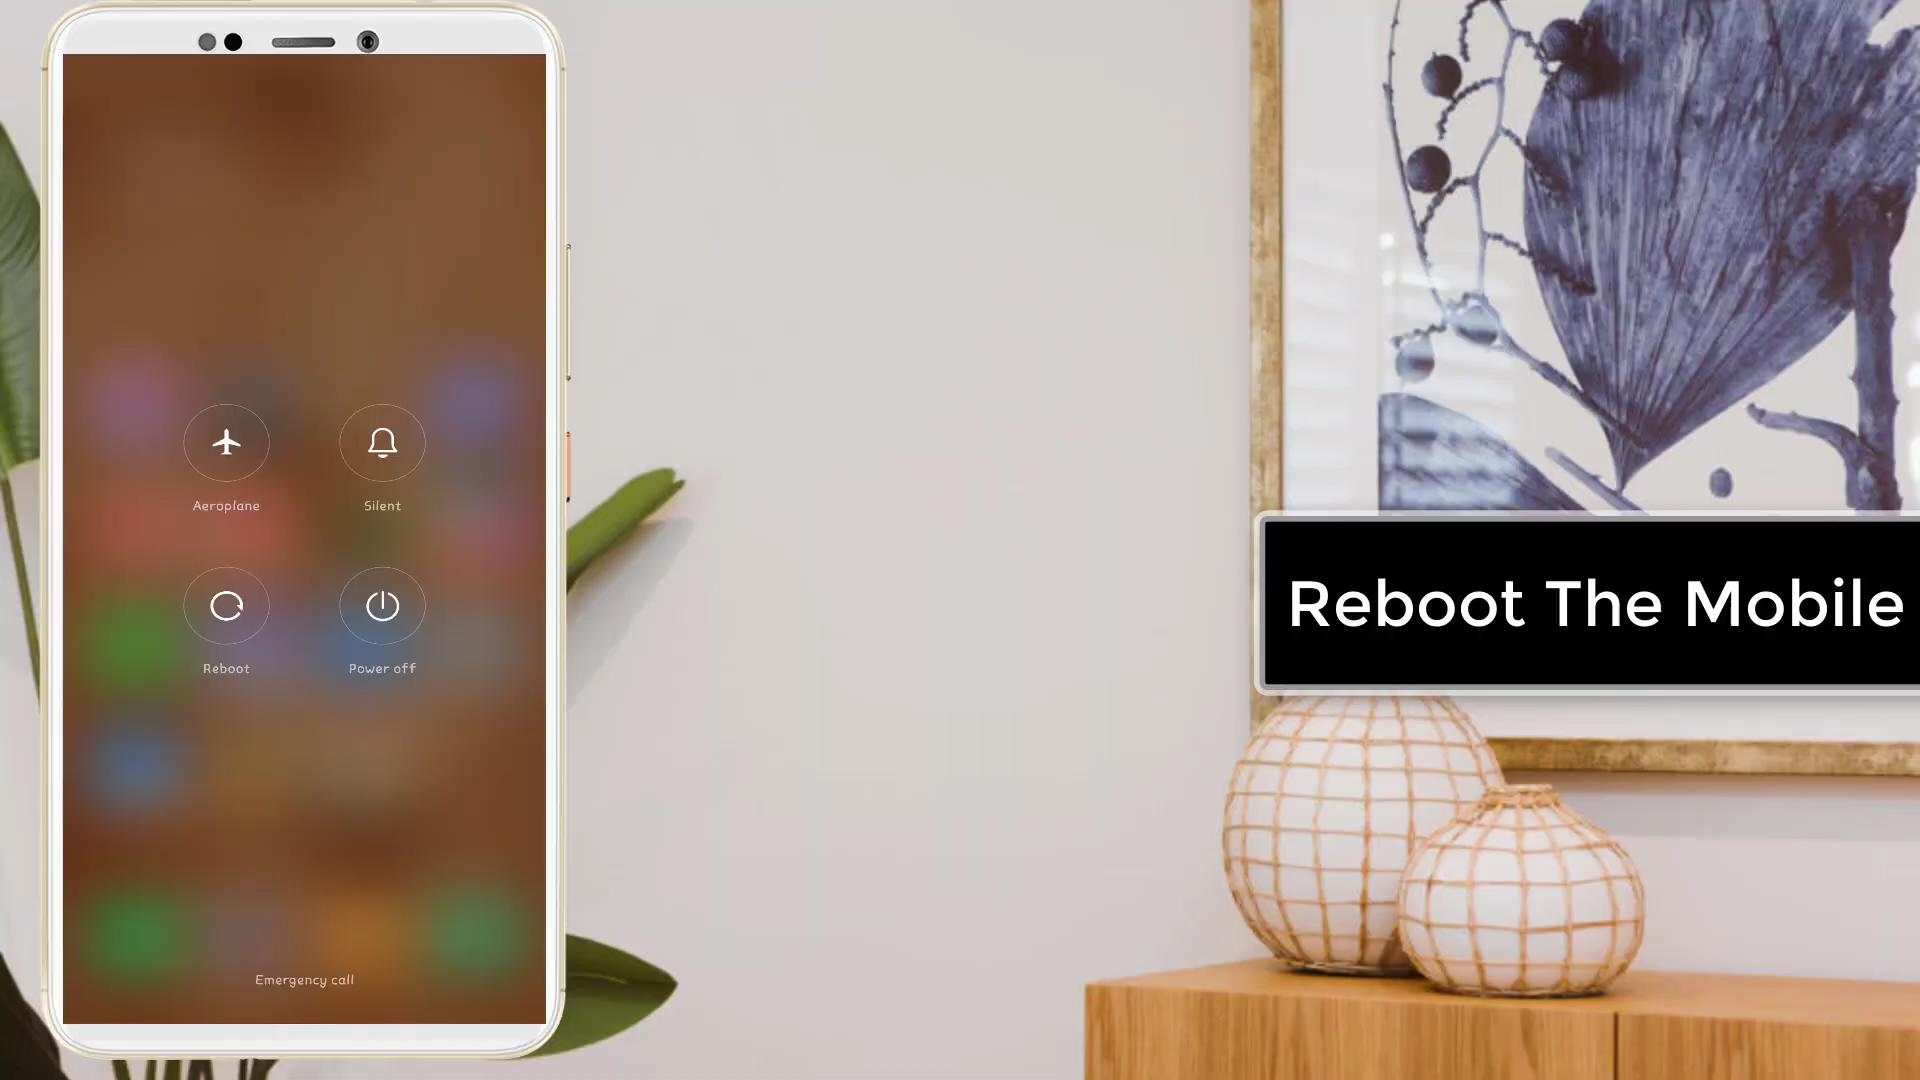 Aeroplane
Silent
Reboot
Power off
Emergency call
Reboot The Mobile